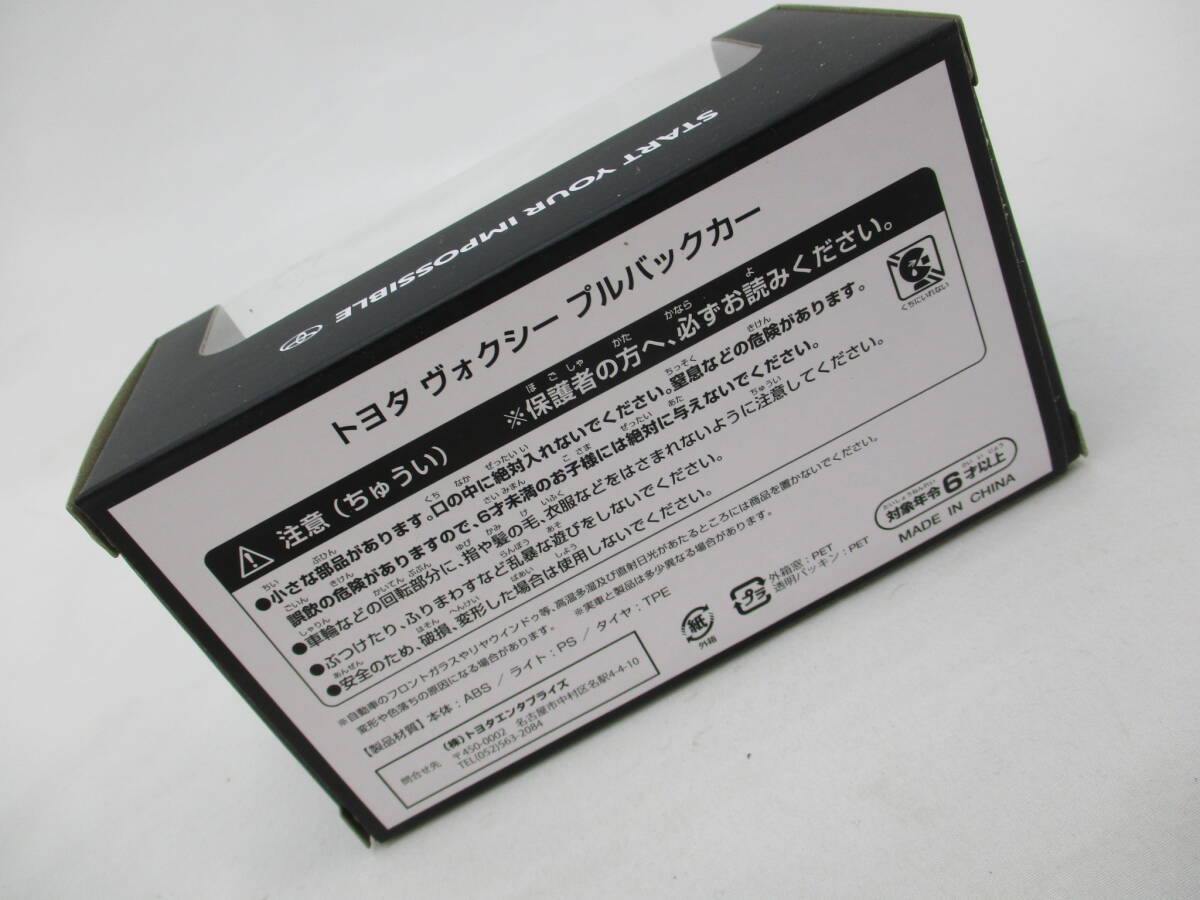 START YOUR IMPOSSIBLE
トヨタ ヴォクシー プルバックカー
注意（ちゅうい） ※保護者の方へ、必ずお読みください。
●小さな部品があります。口の中に絶対入れないでください。窒息などの危険があります。
誤飲の危険がありますので、6才未満のお子様には絶対に与えないでください。
●車輪などの回転部分に、指や髪の毛、衣服などをはさまれないように注意してください。
●ぶつけたり、ふりまわすなど乱暴な遊びをしないでください。
●安全のため、破損、変形した場合は使用しないでください。
くちにいれない
※自動車のフロントガラスやリヤウインドゥ等、高温多湿及び直射日光があたるところには商品を置かないでください。
変形や色落ちの原因になる場合があります。 ※実車と製品は多少異なる場合があります。
【製品材質】本体：ABS / ライト：PS / タイヤ：TPE
対象年令6才以上
MADE IN CHINA
紙
外箱
プラ
外箱窓：PET
透明パッキン：PET
問合せ先
（株）トヨタエンタプライズ
〒450-0002 名古屋市中村区名駅4-4-10
TEL(052)563-2084